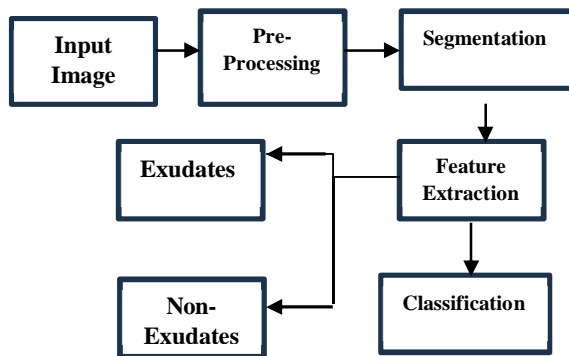 Input
Image
Pre-
Processing
Segmentation
Exudates
Feature
Extraction
Non-
Exudates
Classification